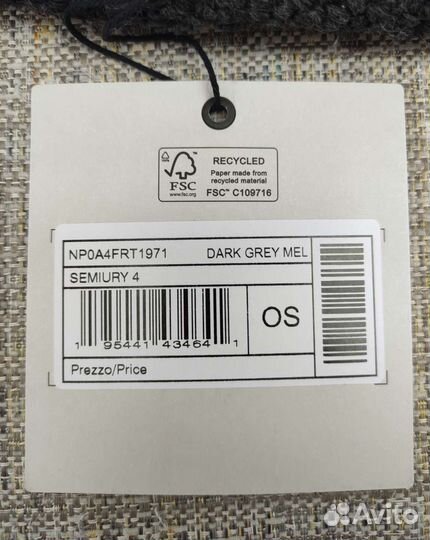 FSC
www.fsc.org
RECYCLED
Paper made from
recycled material
FSC™ C109716
NP0A4FRT1971 DARK GREY MEL
SEMIURY 4
1 95441 43464 1
OS
Prezzo/Price
Avito